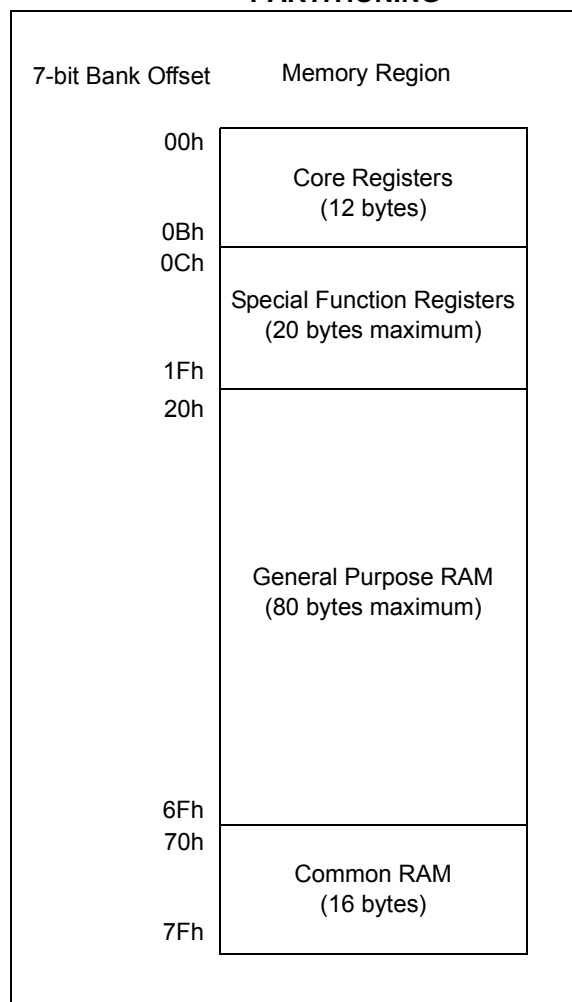 PARTITIONING
7-bit Bank Offset Memory Region
00h
Core Registers
(12 bytes)
0Bh
0Ch
Special Function Registers
(20 bytes maximum)
1Fh
20h
General Purpose RAM
(80 bytes maximum)
6Fh
70h
Common RAM
(16 bytes)
7Fh